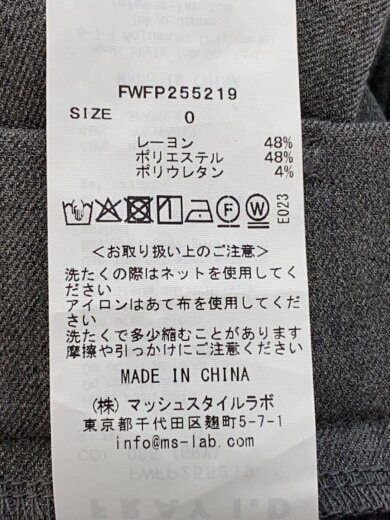 FWFP255219
SIZE 0
レーヨン 48%
ポリエステル 48%
ポリウレタン 4%
F W E023
<お取り扱い上のご注意>
洗たくの際はネットを使用してくだ
さい
アイロンはあて布を使用してくだ
さい
洗たくで多少縮むことがあります
摩擦や引っかけにご注意ください
MADE IN CHINA
(株)マッシュスタイルラボ
東京都千代田区麹町5-7-1
info@ms-lab.com
FWFP255219
FRAY I.D